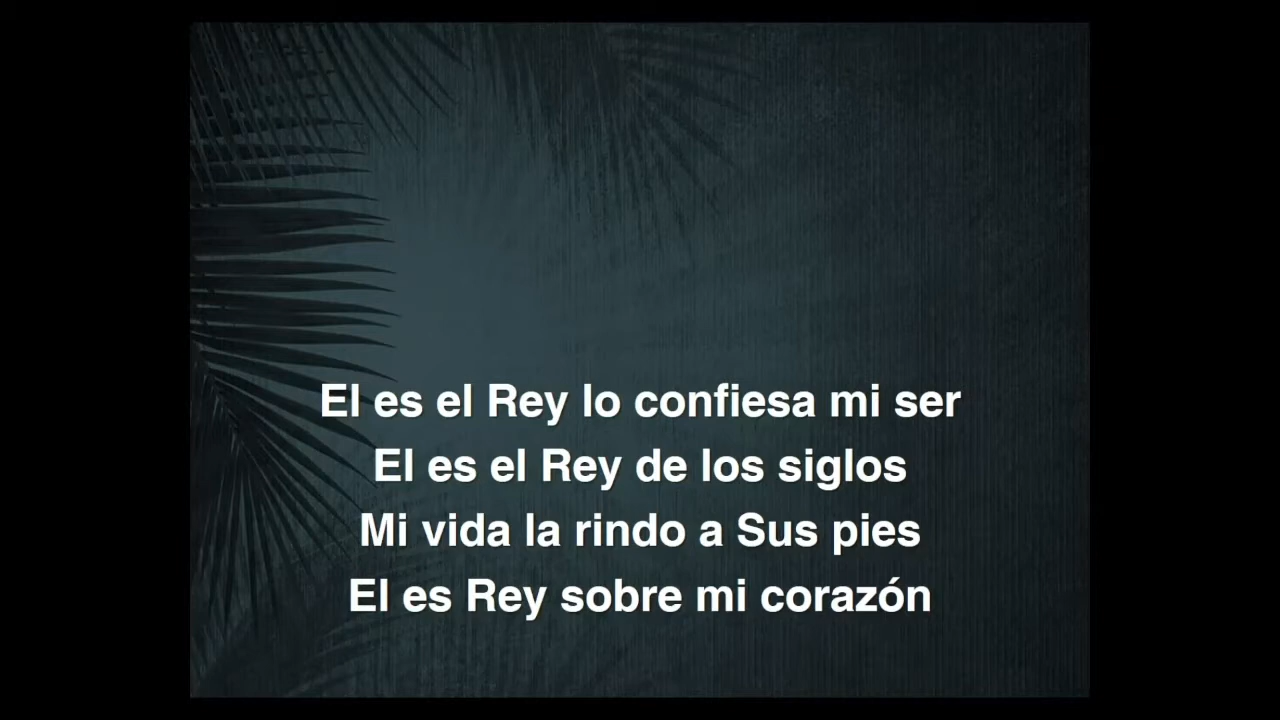 El es el Rey lo confiesa mi ser
El es el Rey de los siglos
Mi vida la rindo a Sus pies
El es Rey sobre mi corazón